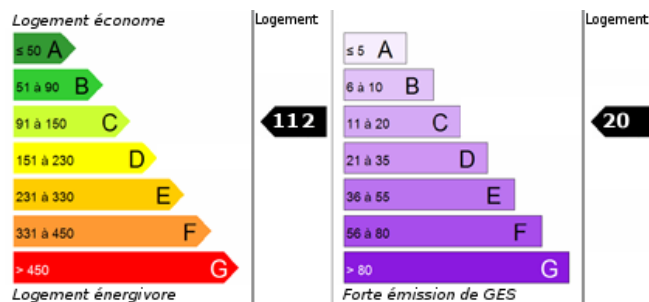 Logement économe
≤ 50 A
51 à 90 B
91 à 150 C
151 à 230 D
231 à 330 E
331 à 450 F
> 450 G
Logement énergivore
Logement
112
≤ 5 A
6 à 10 B
11 à 20 C
21 à 35 D
36 à 55 E
56 à 80 F
> 80 G
Forte émission de GES
Logement
20